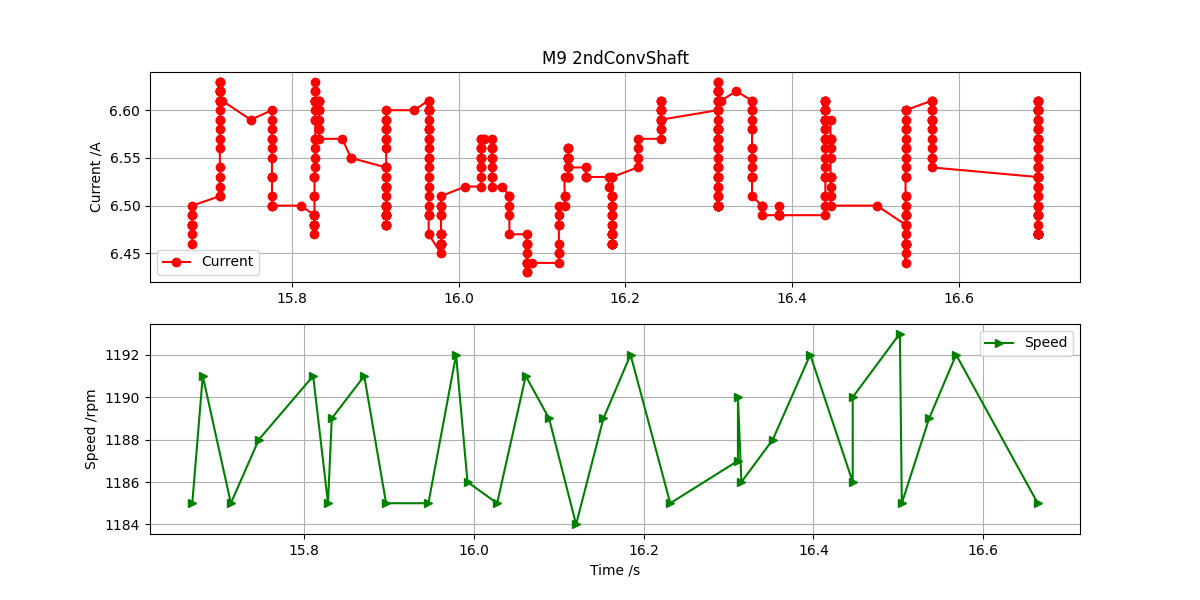 M9 2ndConvShaft
Current /A
6.60
6.55
6.50
6.45
Current
15.8 16.0 16.2 16.4 16.6
Speed /rpm
1192
1190
1188
1186
1184
Speed
15.8 16.0 16.2 16.4 16.6
Time /s